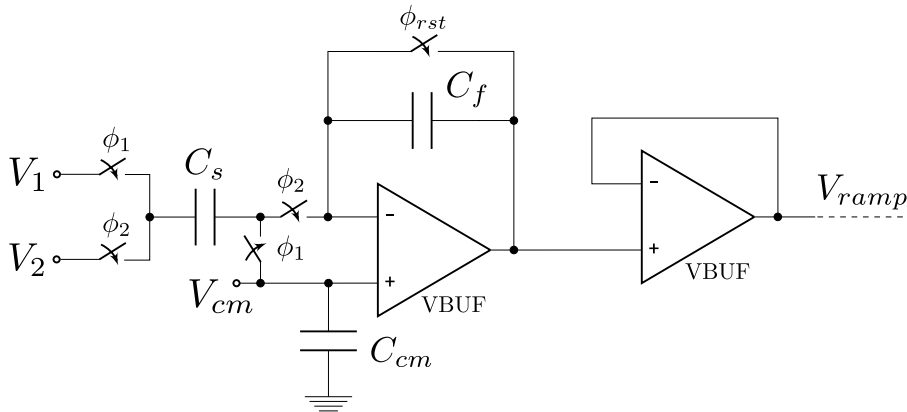 ϕrst
Cf
ϕ1
V1
Cs
ϕ2
ϕ2
V2
ϕ1
Vcm
Ccm
-
+
VBUF
-
+
VBUF
Vramp